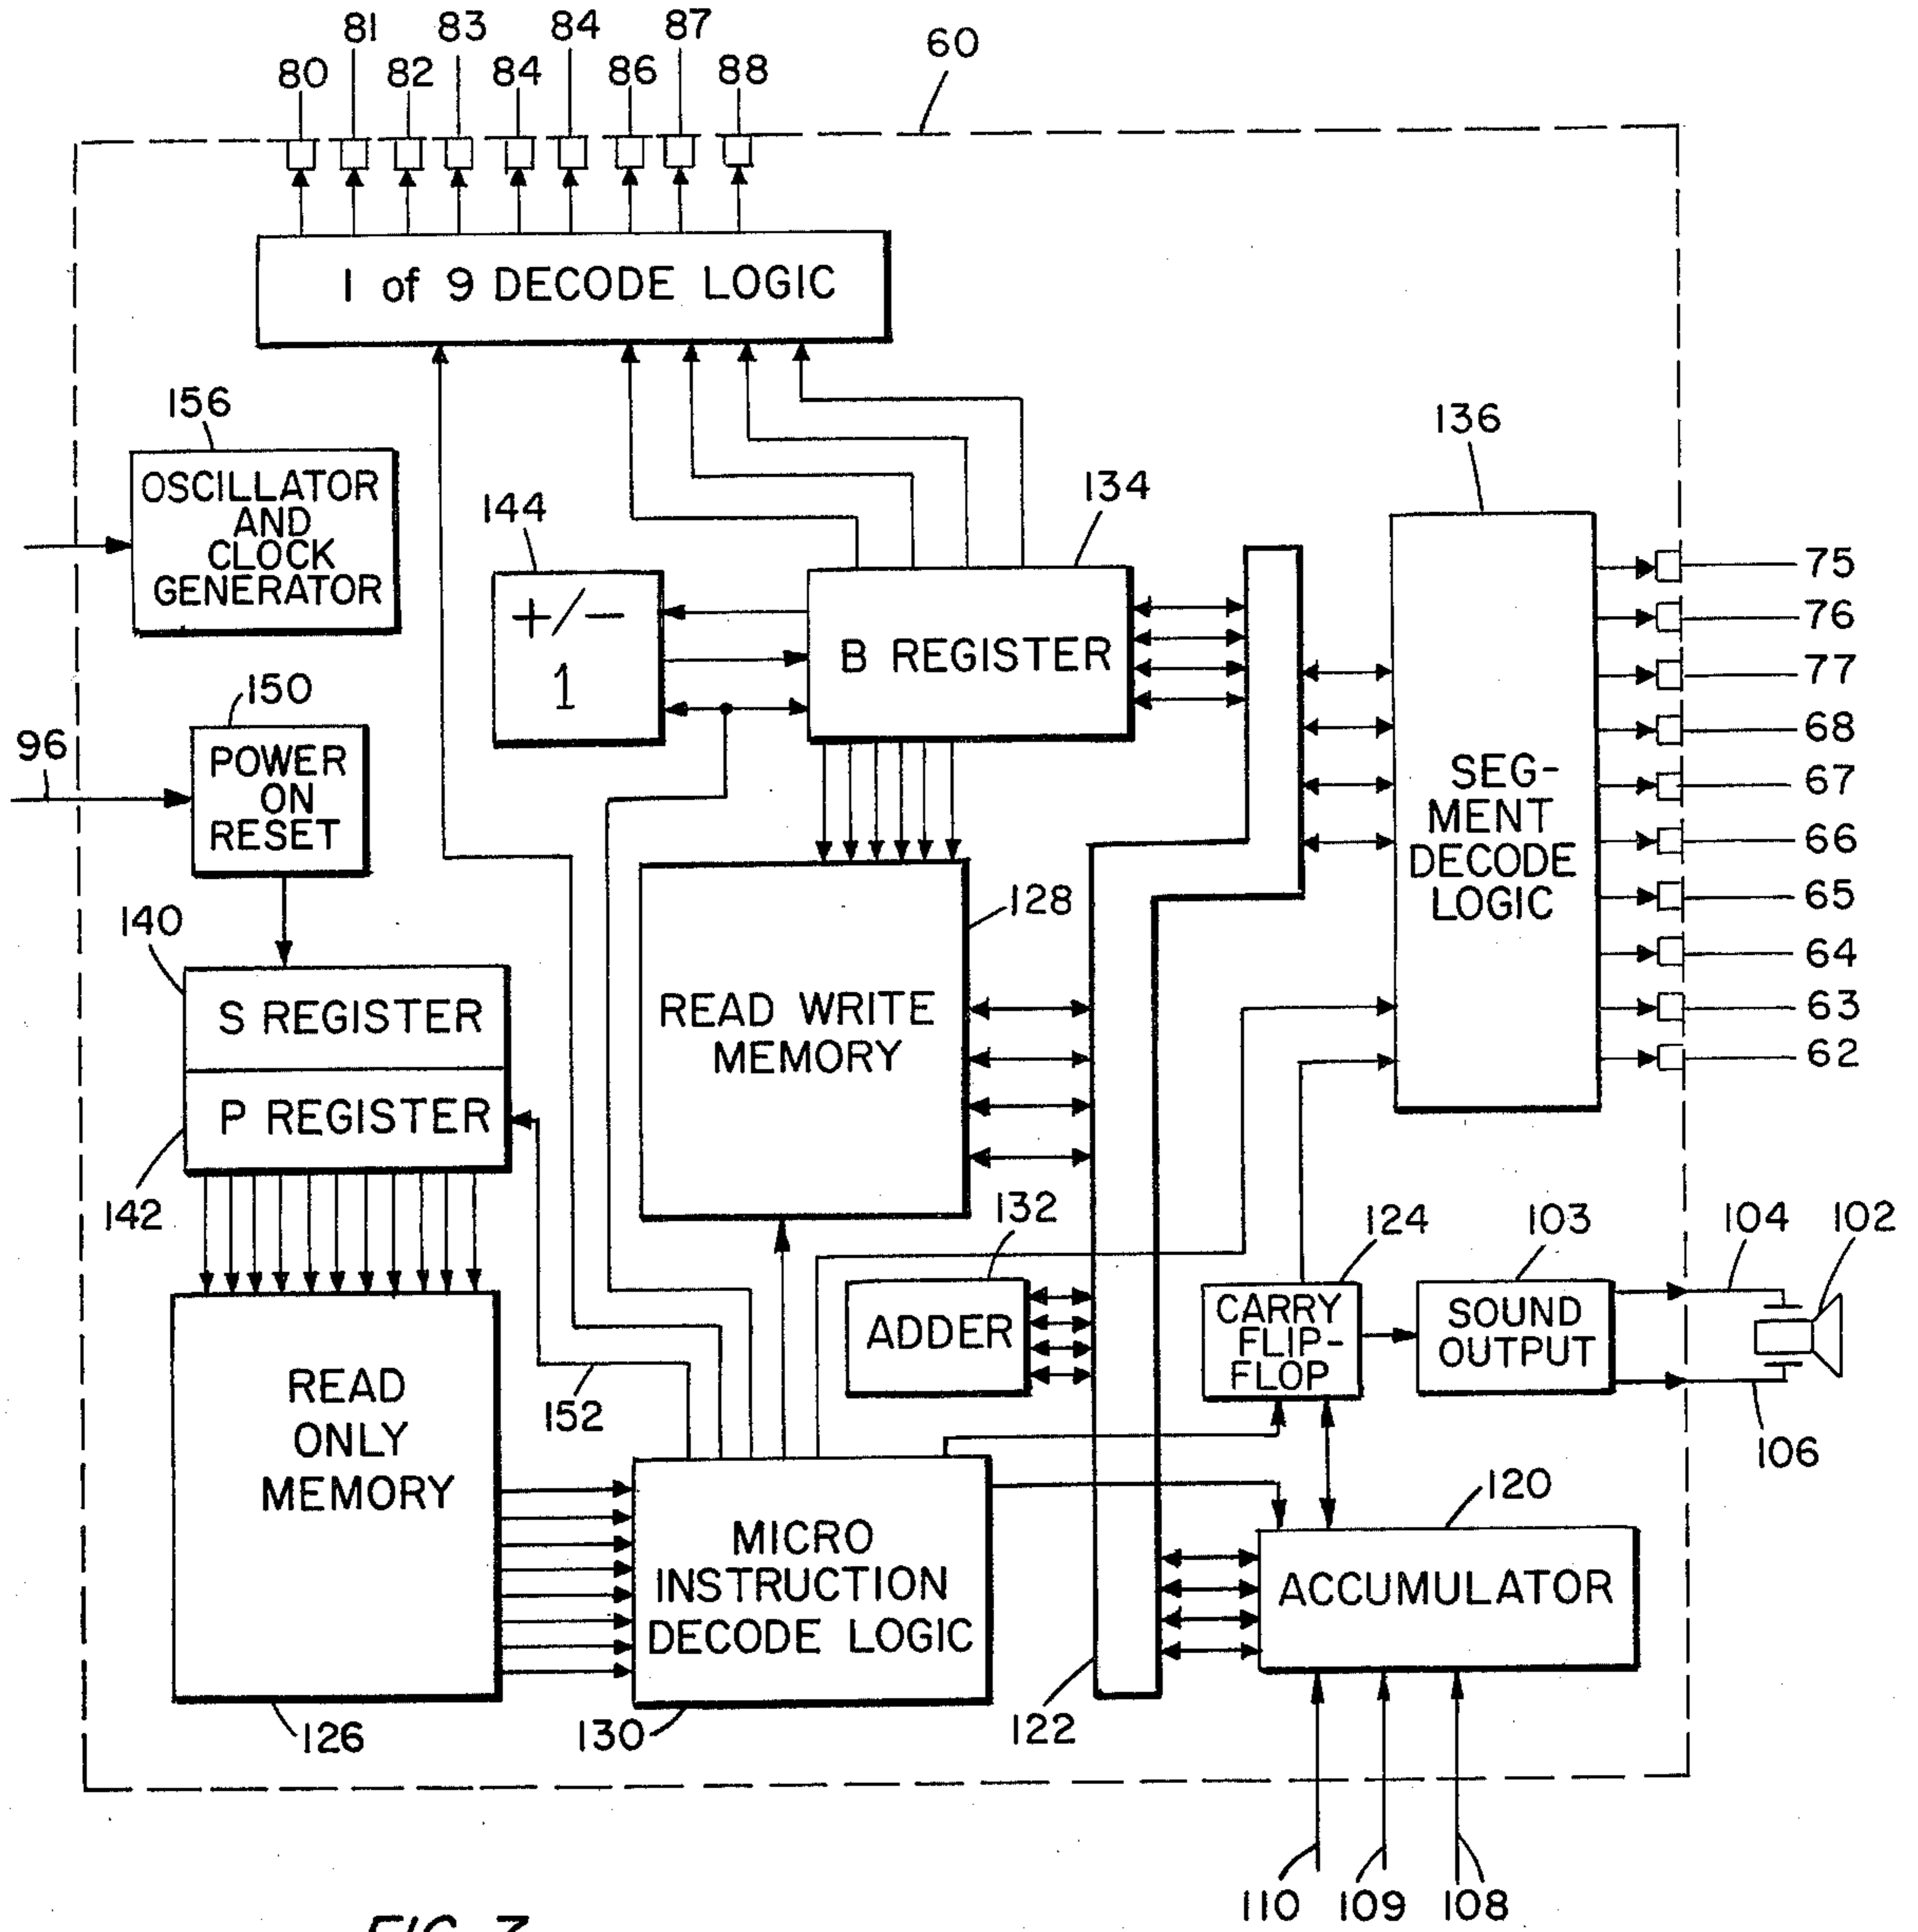 81 83 84 87
80 82 84 86 88
60
1 of 9 DECODE LOGIC
156
OSCILLATOR
AND
CLOCK
GENERATOR
144
+/−
1
134
B REGISTER
136
SEG-
MENT
DECODE
LOGIC
75
76
77
68
67
66
65
64
63
62
96
150
POWER
ON
RESET
140
S REGISTER
P REGISTER
142
128
READ WRITE
MEMORY
132
ADDER
124
CARRY
FLIP-
FLOP
103
SOUND
OUTPUT
104
102
106
READ
ONLY
MEMORY
126
152
MICRO
INSTRUCTION
DECODE LOGIC
130
122
120
ACCUMULATOR
110 109 108